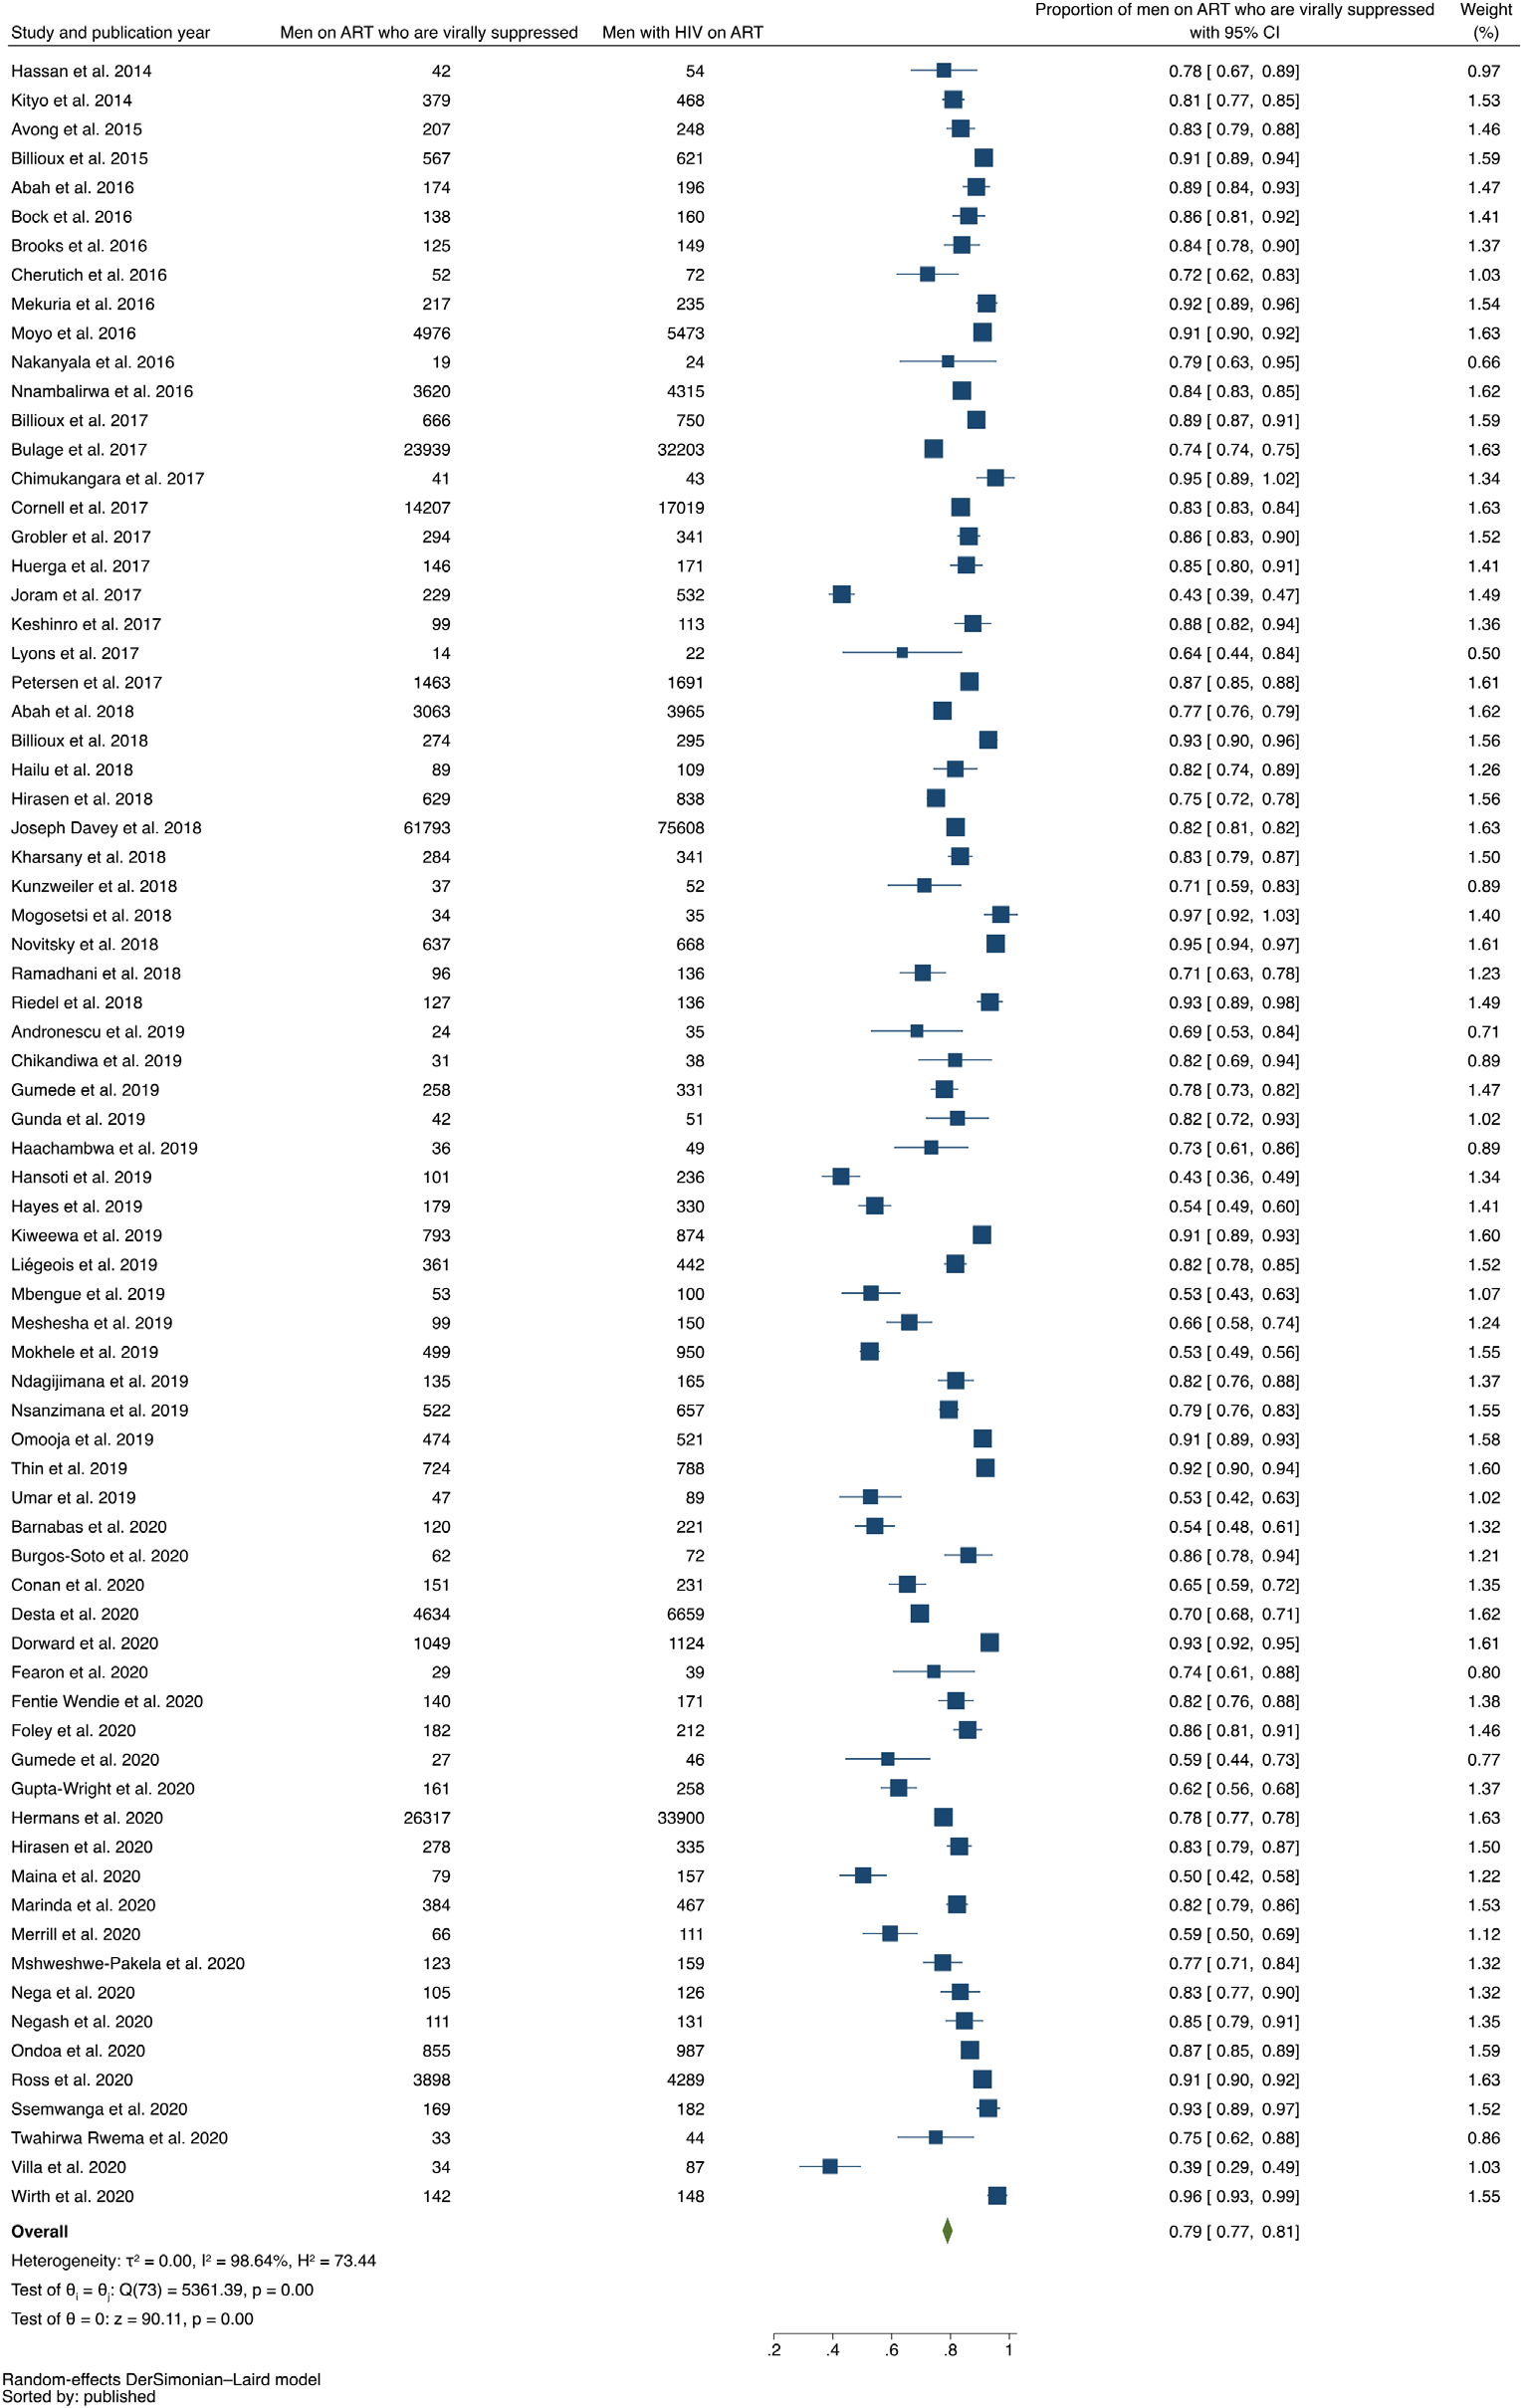 Study and publication year Men on ART who are virally suppressed Men with HIV on ART Proportion of men on ART who are virally suppressed with 95% CI Weight (%)
Hassan et al. 2014 42 54 0.78 [ 0.67, 0.89] 0.97
Kityo et al. 2014 379 468 0.81 [ 0.77, 0.85] 1.53
Avong et al. 2015 207 248 0.83 [ 0.79, 0.88] 1.46
Billioux et al. 2015 567 621 0.91 [ 0.89, 0.94] 1.59
Abah et al. 2016 174 196 0.89 [ 0.84, 0.93] 1.47
Bock et al. 2016 138 160 0.86 [ 0.81, 0.92] 1.41
Brooks et al. 2016 125 149 0.84 [ 0.78, 0.90] 1.37
Cherutich et al. 2016 52 72 0.72 [ 0.62, 0.83] 1.03
Mekuria et al. 2016 217 235 0.92 [ 0.89, 0.96] 1.54
Moyo et al. 2016 4976 5473 0.91 [ 0.90, 0.92] 1.63
Nakanyala et al. 2016 19 24 0.79 [ 0.63, 0.95] 0.66
Nnambalirwa et al. 2016 3620 4315 0.84 [ 0.83, 0.85] 1.62
Billioux et al. 2017 666 750 0.89 [ 0.87, 0.91] 1.59
Bulage et al. 2017 23939 32203 0.74 [ 0.74, 0.75] 1.63
Chimukangara et al. 2017 41 43 0.95 [ 0.89, 1.02] 1.34
Cornell et al. 2017 14207 17019 0.83 [ 0.83, 0.84] 1.63
Grobler et al. 2017 294 341 0.86 [ 0.83, 0.90] 1.52
Huerga et al. 2017 146 171 0.85 [ 0.80, 0.91] 1.41
Joram et al. 2017 229 532 0.43 [ 0.39, 0.47] 1.49
Keshinro et al. 2017 99 113 0.88 [ 0.82, 0.94] 1.36
Lyons et al. 2017 14 22 0.64 [ 0.44, 0.84] 0.50
Petersen et al. 2017 1463 1691 0.87 [ 0.85, 0.88] 1.61
Abah et al. 2018 3063 3965 0.77 [ 0.76, 0.79] 1.62
Billioux et al. 2018 274 295 0.93 [ 0.90, 0.96] 1.56
Hailu et al. 2018 89 109 0.82 [ 0.74, 0.89] 1.26
Hirasen et al. 2018 629 838 0.75 [ 0.72, 0.78] 1.56
Joseph Davey et al. 2018 61793 75608 0.82 [ 0.81, 0.82] 1.63
Kharsany et al. 2018 284 341 0.83 [ 0.79, 0.87] 1.50
Kunzweiler et al. 2018 37 52 0.71 [ 0.59, 0.83] 0.89
Mogosetsi et al. 2018 34 35 0.97 [ 0.92, 1.03] 1.40
Novitsky et al. 2018 637 668 0.95 [ 0.94, 0.97] 1.61
Ramadhani et al. 2018 96 136 0.71 [ 0.63, 0.78] 1.23
Riedel et al. 2018 127 136 0.93 [ 0.89, 0.98] 1.49
Andronescu et al. 2019 24 35 0.69 [ 0.53, 0.84] 0.71
Chikandiwa et al. 2019 31 38 0.82 [ 0.69, 0.94] 0.89
Gumede et al. 2019 258 331 0.78 [ 0.73, 0.82] 1.47
Gunda et al. 2019 42 51 0.82 [ 0.72, 0.93] 1.02
Haachambwa et al. 2019 36 49 0.73 [ 0.61, 0.86] 0.89
Hansoti et al. 2019 101 236 0.43 [ 0.36, 0.49] 1.34
Hayes et al. 2019 179 330 0.54 [ 0.49, 0.60] 1.41
Kiweewa et al. 2019 793 874 0.91 [ 0.89, 0.93] 1.60
Liégeois et al. 2019 361 442 0.82 [ 0.78, 0.85] 1.52
Mbengue et al. 2019 53 100 0.53 [ 0.43, 0.63] 1.07
Meshesha et al. 2019 99 150 0.66 [ 0.58, 0.74] 1.24
Mokhele et al. 2019 499 950 0.53 [ 0.49, 0.56] 1.55
Ndagijimana et al. 2019 135 165 0.82 [ 0.76, 0.88] 1.37
Nsanzimana et al. 2019 522 657 0.79 [ 0.76, 0.83] 1.55
Omooja et al. 2019 474 521 0.91 [ 0.89, 0.93] 1.58
Thin et al. 2019 724 788 0.92 [ 0.90, 0.94] 1.60
Umar et al. 2019 47 89 0.53 [ 0.42, 0.63] 1.02
Barnabas et al. 2020 120 221 0.54 [ 0.48, 0.61] 1.32
Burgos-Soto et al. 2020 62 72 0.86 [ 0.78, 0.94] 1.21
Conan et al. 2020 151 231 0.65 [ 0.59, 0.72] 1.35
Desta et al. 2020 4634 6659 0.70 [ 0.68, 0.71] 1.62
Dorward et al. 2020 1049 1124 0.93 [ 0.92, 0.95] 1.61
Fearon et al. 2020 29 39 0.74 [ 0.61, 0.88] 0.80
Fentie Wendie et al. 2020 140 171 0.82 [ 0.76, 0.88] 1.38
Foley et al. 2020 182 212 0.86 [ 0.81, 0.91] 1.46
Gumede et al. 2020 27 46 0.59 [ 0.44, 0.73] 0.77
Gupta-Wright et al. 2020 161 258 0.62 [ 0.56, 0.68] 1.37
Hermans et al. 2020 26317 33900 0.78 [ 0.77, 0.78] 1.63
Hirasen et al. 2020 278 335 0.83 [ 0.79, 0.87] 1.50
Maina et al. 2020 79 157 0.50 [ 0.42, 0.58] 1.22
Marinda et al. 2020 384 467 0.82 [ 0.79, 0.86] 1.53
Merrill et al. 2020 66 111 0.59 [ 0.50, 0.69] 1.12
Mshweshwe-Pakela et al. 2020 123 159 0.77 [ 0.71, 0.84] 1.32
Nega et al. 2020 105 126 0.83 [ 0.77, 0.90] 1.32
Negash et al. 2020 111 131 0.85 [ 0.79, 0.91] 1.35
Ondoa et al. 2020 855 987 0.87 [ 0.85, 0.89] 1.59
Ross et al. 2020 3898 4289 0.91 [ 0.90, 0.92] 1.63
Ssemwanga et al. 2020 169 182 0.93 [ 0.89, 0.97] 1.52
Twahirwa Rwema et al. 2020 33 44 0.75 [ 0.62, 0.88] 0.86
Villa et al. 2020 34 87 0.39 [ 0.29, 0.49] 1.03
Wirth et al. 2020 142 148 0.96 [ 0.93, 0.99] 1.55
Overall 0.79 [ 0.77, 0.81]
Heterogeneity: τ² = 0.00, I² = 98.64%, H² = 73.44
Test of θᵢ = θⱼ: Q(73) = 5361.39, p = 0.00
Test of θ = 0: z = 90.11, p = 0.00
.2 .4 .6 .8 1
Random-effects DerSimonian–Laird model
Sorted by: published